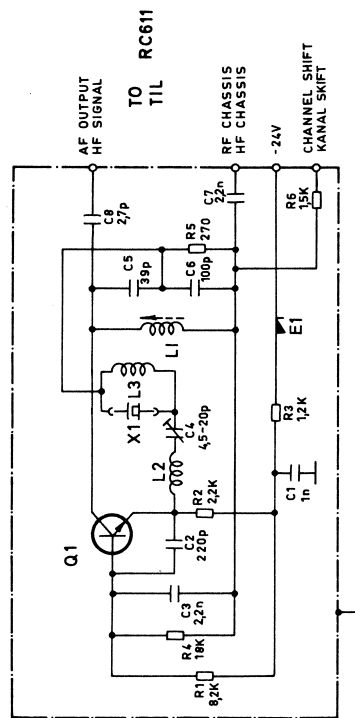 RC611
TO
TIL
AF OUTPUT
HF SIGNAL
RF CHASSIS
HF CHASSIS
-24V
CHANNEL SHIFT
KANAL SKIFT
C8
2,7p
C7
2,2n
R6
1,5K
R5
270
C5
39p
C6
100p
L1
E1
L3
X1
C4
4,5-20p
L2
R3
1,2K
C1
1n
R2
2,2K
C2
220p
Q1
C3
2,2n
R4
18K
R1
8,2K